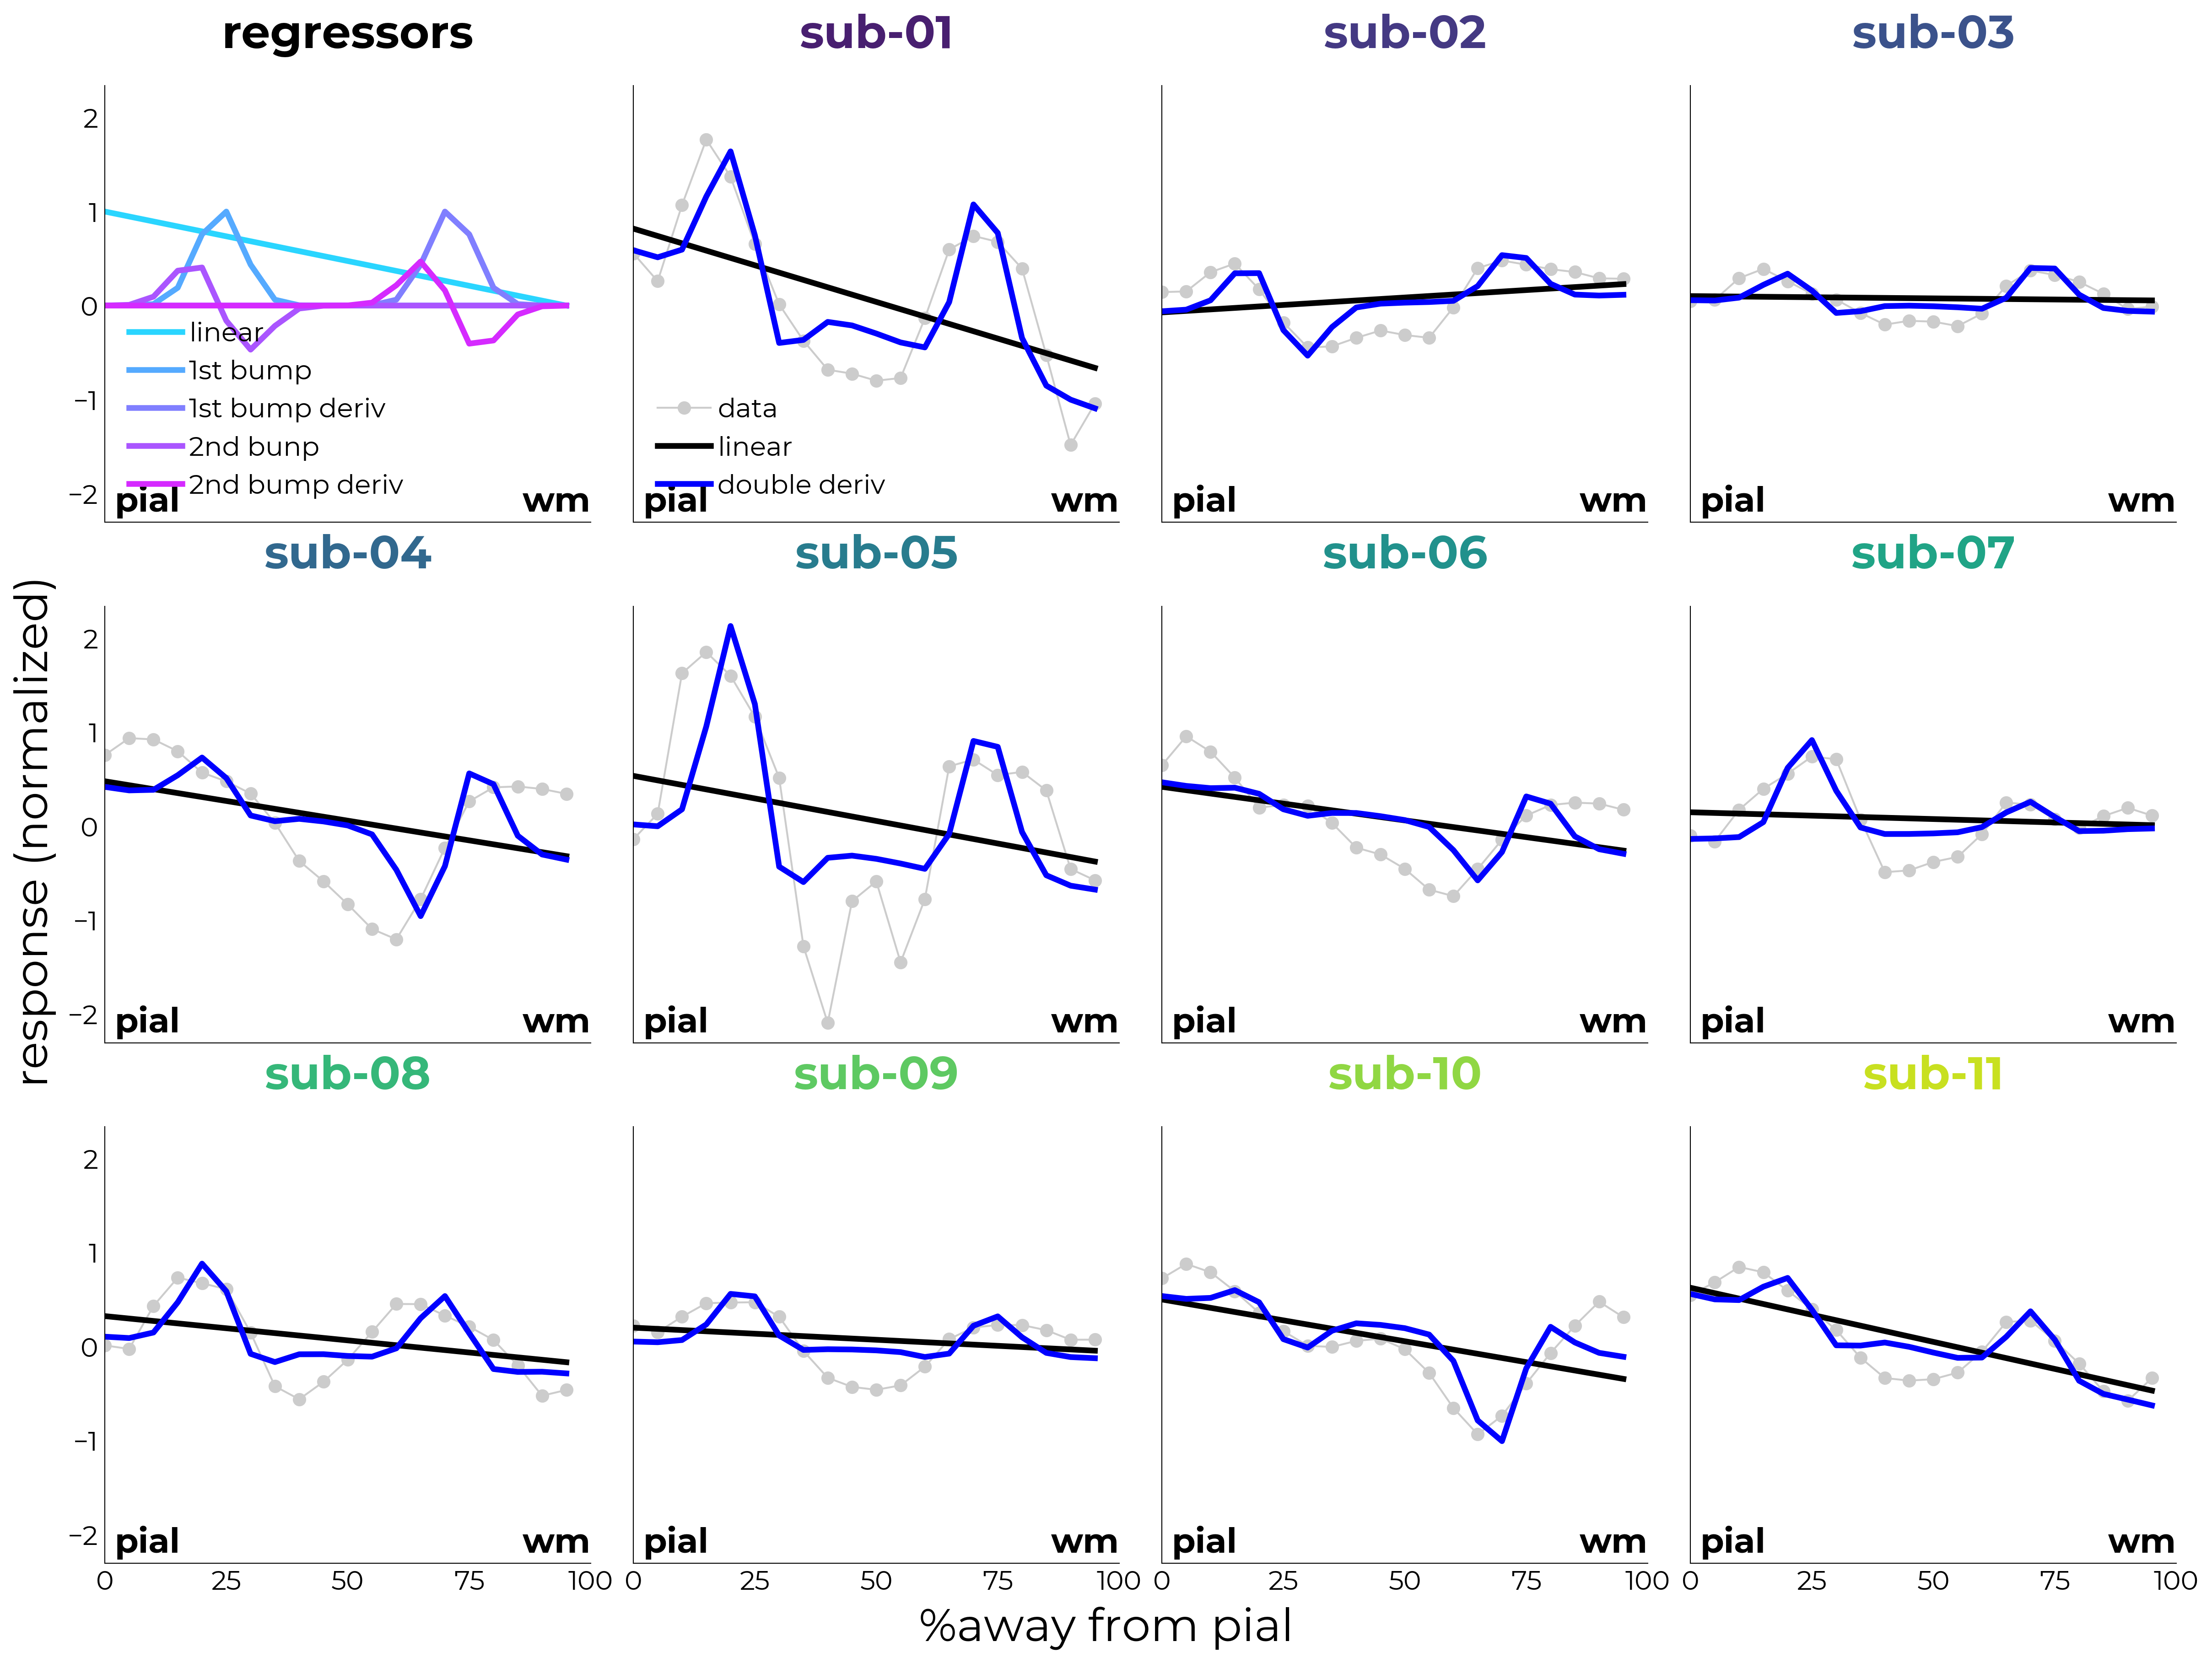 regressors
sub-01
sub-02
sub-03
2
1
0
−1
−2
linear
1st bump
1st bump deriv
2nd bunp
2nd bump deriv
pial
wm
data
linear
double deriv
pial
wm
pial
wm
pial
wm
sub-04
sub-05
sub-06
sub-07
response (normalized)
2
1
0
−1
−2
pial
wm
pial
wm
pial
wm
pial
wm
sub-08
sub-09
sub-10
sub-11
2
1
0
−1
−2
pial
wm
pial
wm
pial
wm
pial
wm
0 25 50 75 100
0 25 50 75 100
0 25 50 75 100
0 25 50 75 100
%away from pial